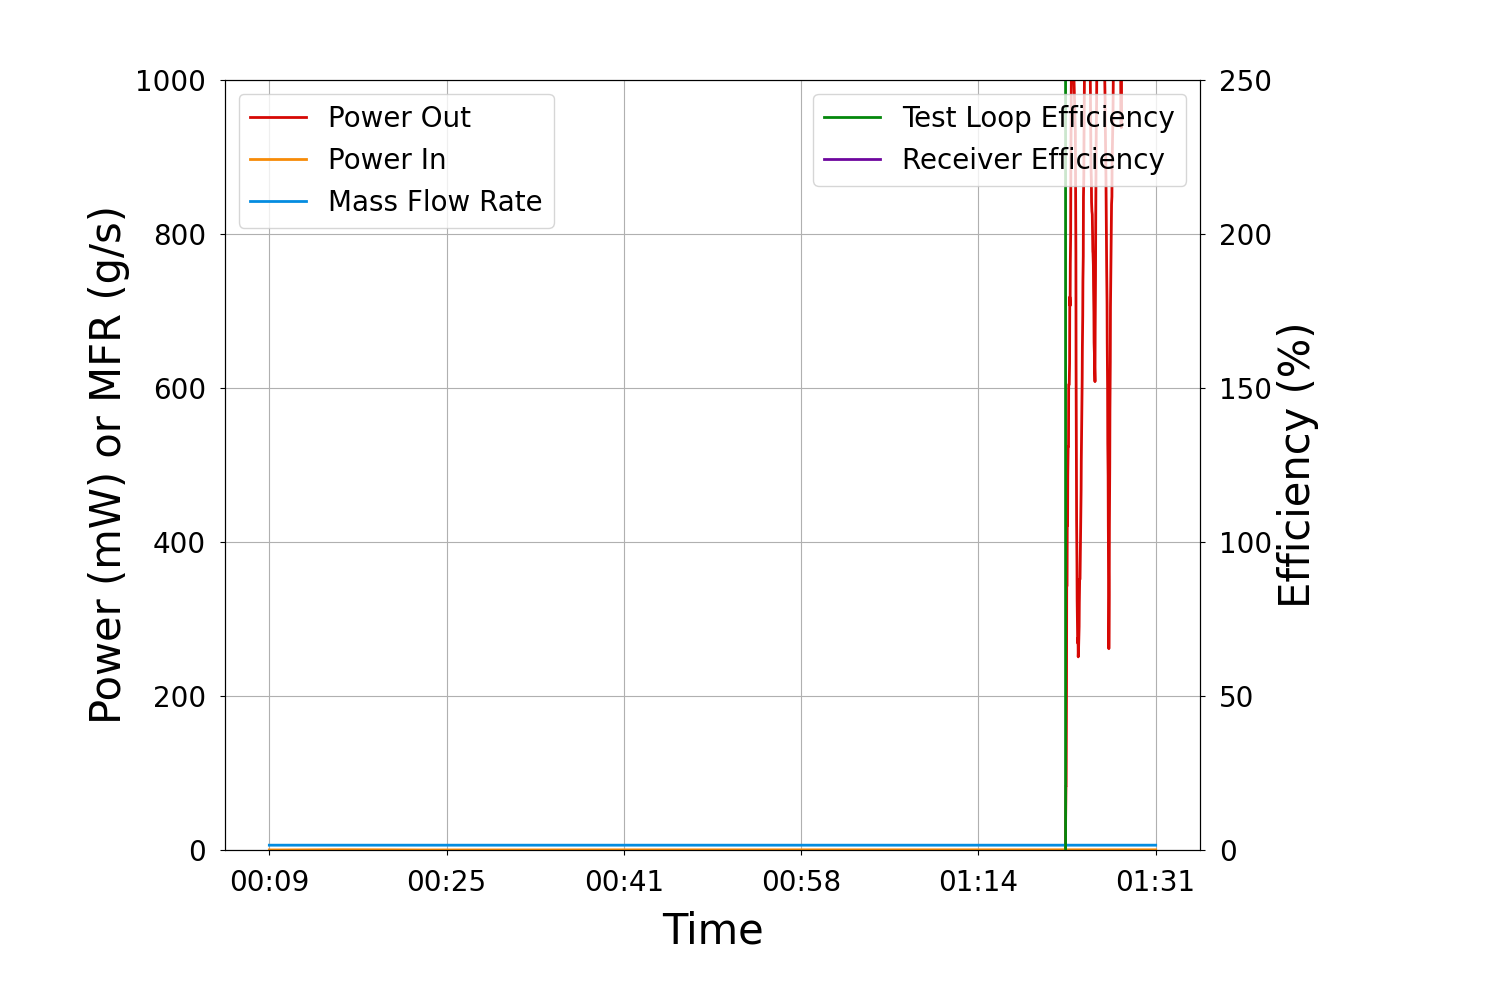 Power Out
Power In
Mass Flow Rate
Test Loop Efficiency
Receiver Efficiency
1000
800
600
400
200
0
Power (mW) or MFR (g/s)
250
200
150
100
50
0
Efficiency (%)
00:09 00:25 00:41 00:58 01:14 01:31
Time